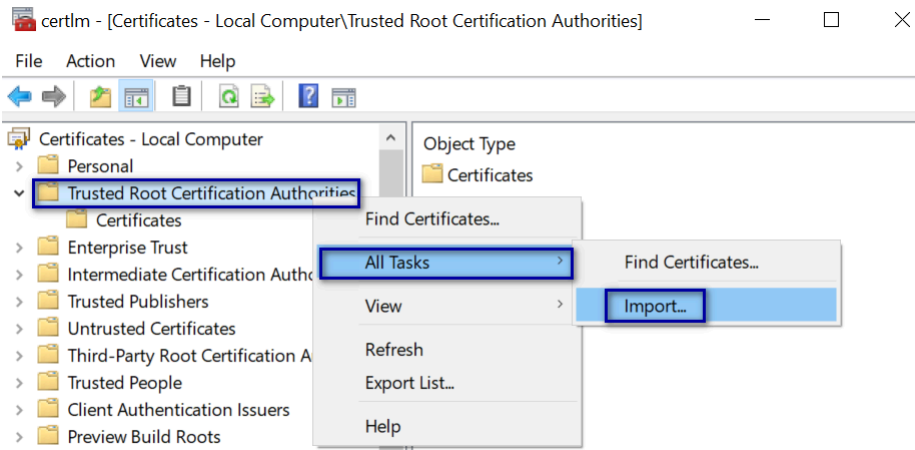 certlm - [Certificates - Local Computer\Trusted Root Certification Authorities]
File Action View Help
Certificates - Local Computer
Personal
Trusted Root Certification Authorities
Certificates
Enterprise Trust
Intermediate Certification Autho
Trusted Publishers
Untrusted Certificates
Third-Party Root Certification A
Trusted People
Client Authentication Issuers
Preview Build Roots
Object Type
Certificates
Find Certificates...
All Tasks
View
Refresh
Export List...
Help
Find Certificates...
Import...